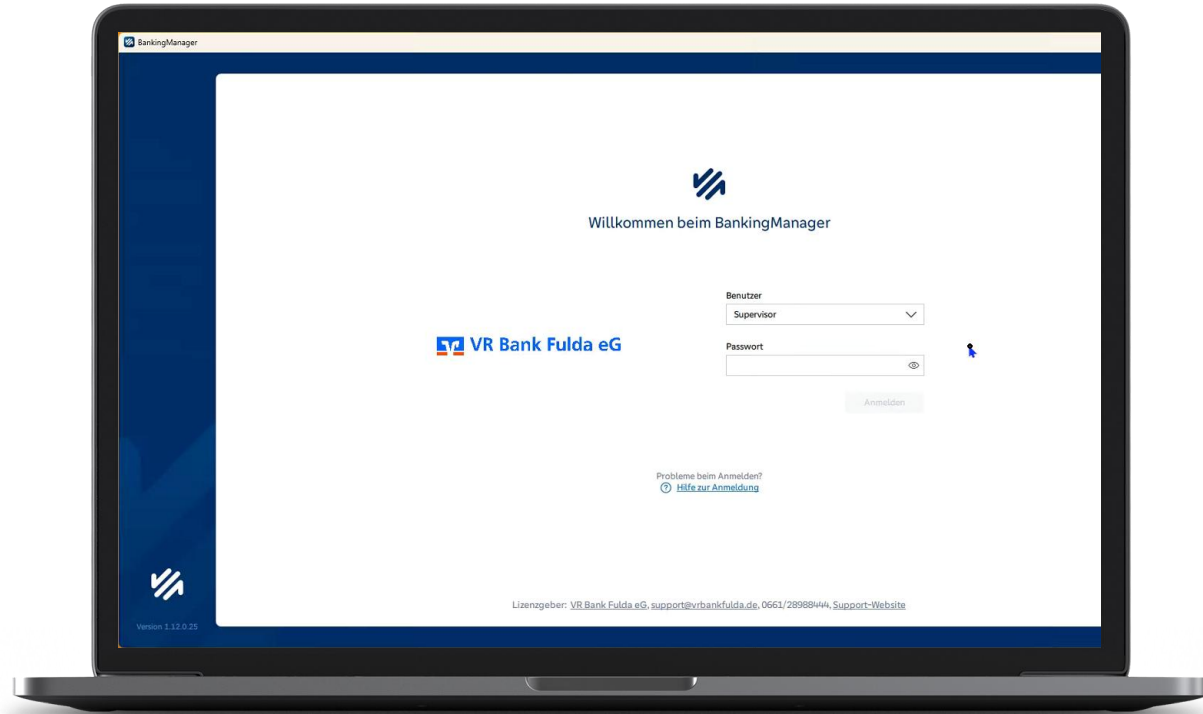 BankingManager
Willkommen beim BankingManager
VR Bank Fulda eG
Benutzer
Supervisor
Passwort
Anmelden
Probleme beim Anmelden?
Hilfe zur Anmeldung
Lizenzgeber: VR Bank Fulda eG, support@vrbankfulda.de, 0661/28988444, Support-Website
Version 1.12.0.25